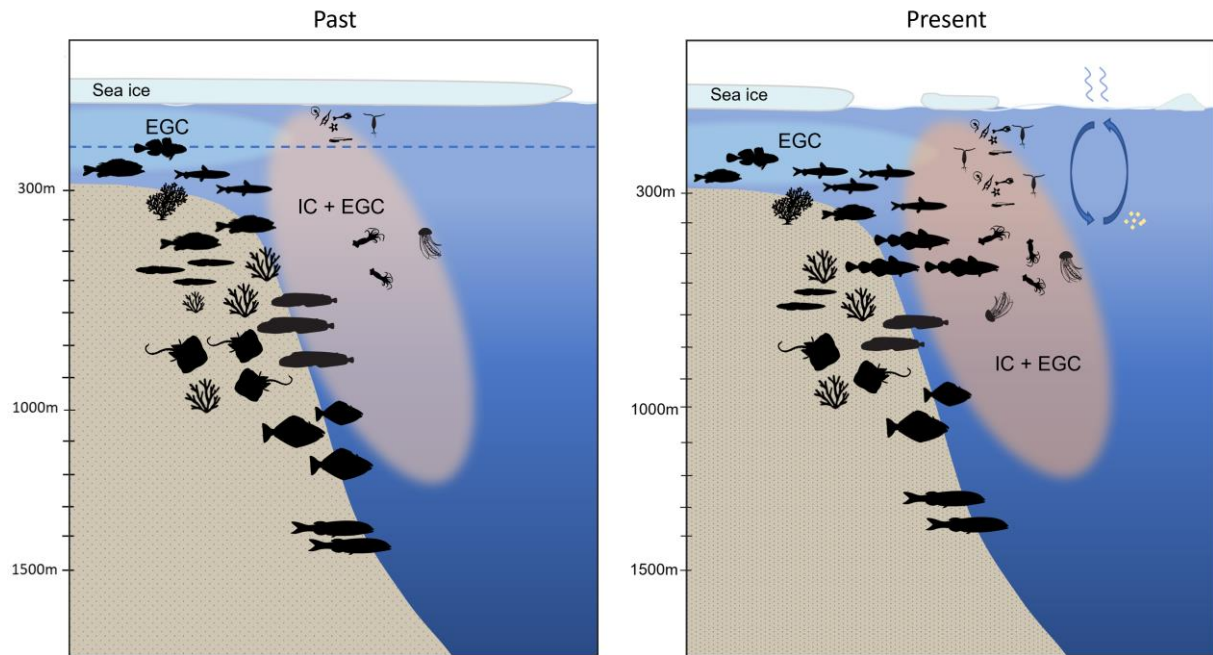 Past
Sea ice
EGC
300m
IC + EGC
1000m
1500m
Present
Sea ice
EGC
300m
IC + EGC
1000m
1500m